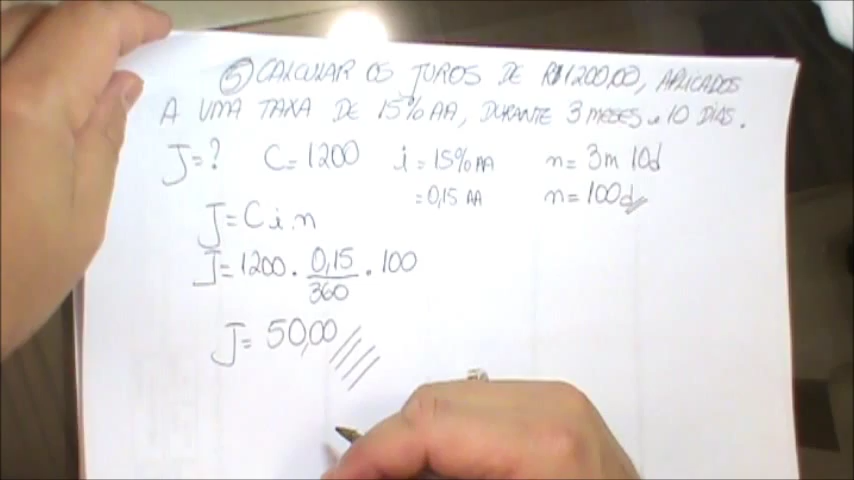 5 CALCULAR OS JUROS DE R$1200,00, APLICADOS
A UMA TAXA DE 15% AA, DURANTE 3 MESES e 10 DIAS.
J=? C=1200 i=15% AA n=3m 10d
=0,15 AA n=100d
J=C i.n
J=1200. 0,15/360 .100
J= 50,00